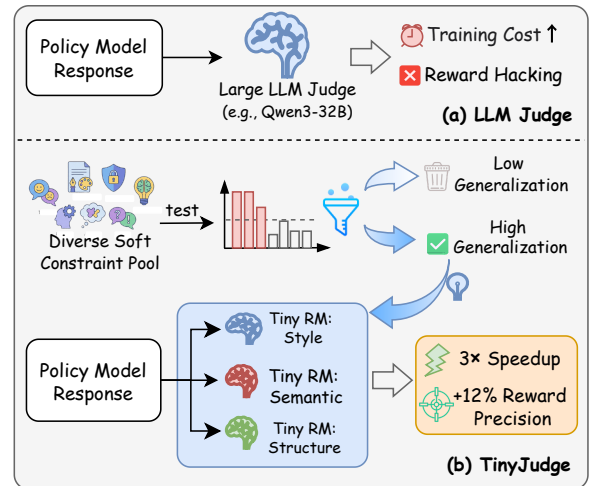 Policy Model
Response
Large LLM Judge
(e.g., Qwen3-32B)
Training Cost ↑
Reward Hacking
(a) LLM Judge
Diverse Soft
Constraint Pool
test
Low
Generalization
High
Generalization
Policy Model
Response
Tiny RM:
Style
Tiny RM:
Semantic
Tiny RM:
Structure
3× Speedup
+12% Reward
Precision
(b) TinyJudge